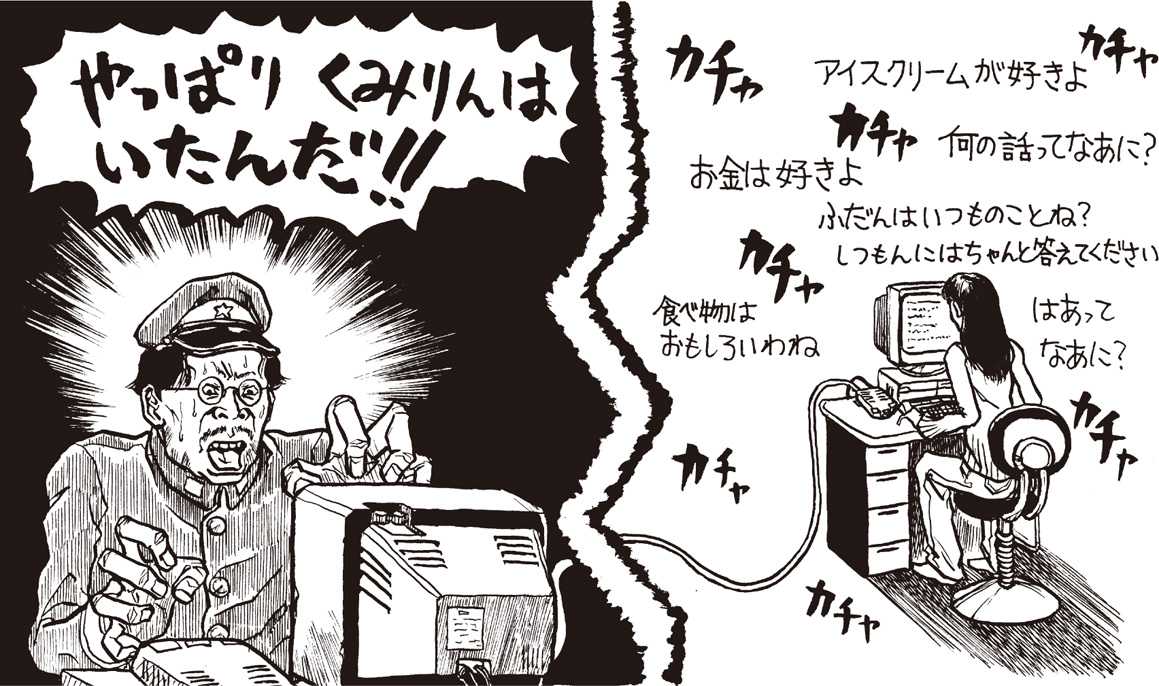 やっぱり くみりんは
いたんだ!!
カチャ
アイスクリームが好きよ
カチャ
カチャ
何の話ってなあに?
お金は好きよ
ふだんはいつものことね?
しつもんにはちゃんと答えてください
カチャ
食べ物は
おもしろいわね
はあって
なあに?
カチャ
カチャ
カチャ